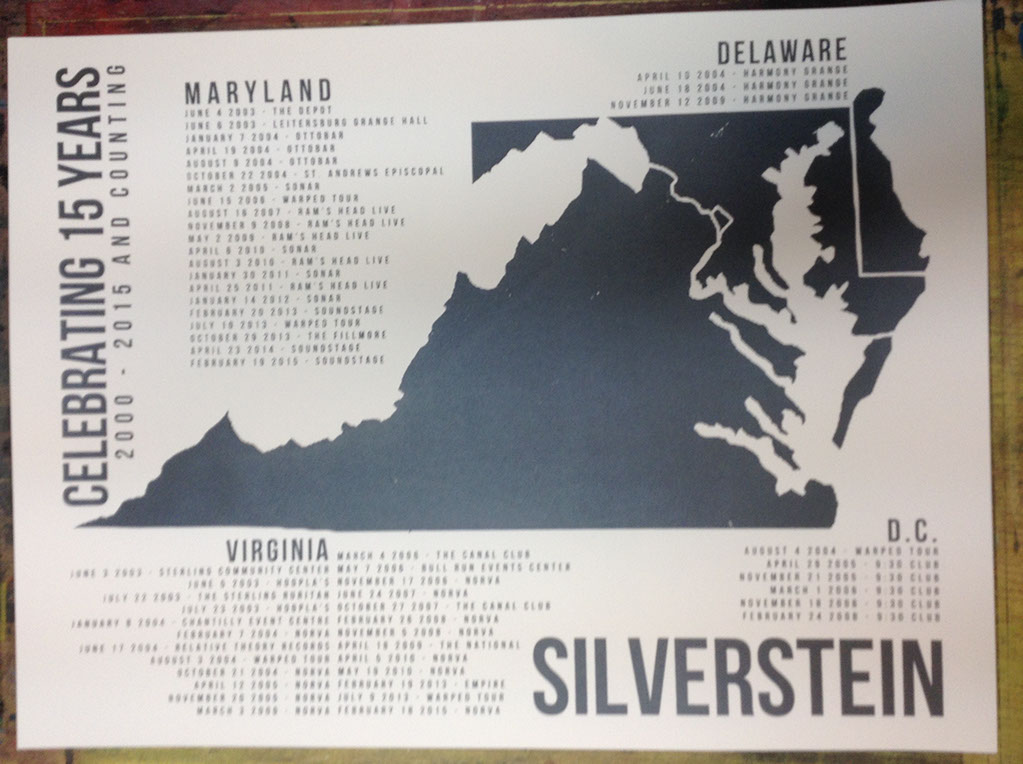 CELEBRATING 15 YEARS
2000 - 2015 AND COUNTING
MARYLAND
JUNE 4 2003 - THE DEPOT
JUNE 6 2003 - LEITERSBURG GRANGE HALL
JANUARY 7 2004 - OTTOBAR
APRIL 19 2004 - OTTOBAR
AUGUST 8 2004 - OTTOBAR
OCTOBER 22 2004 - ST. ANDREWS EPISCOPAL
MARCH 2 2005 - SONAR
JUNE 15 2006 - WARPED TOUR
AUGUST 16 2007 - RAM'S HEAD LIVE
NOVEMBER 9 2008 - RAM'S HEAD LIVE
MAY 2 2009 - RAM'S HEAD LIVE
APRIL 6 2010 - SONAR
AUGUST 3 2010 - RAM'S HEAD LIVE
JANUARY 30 2011 - SONAR
APRIL 25 2011 - RAM'S HEAD LIVE
JANUARY 14 2012 - SONAR
FEBRUARY 20 2013 - SOUNDSTAGE
JULY 10 2013 - WARPED TOUR
OCTOBER 29 2013 - THE FILLMORE
APRIL 23 2014 - SOUNDSTAGE
FEBRUARY 19 2015 - SOUNDSTAGE
DELAWARE
APRIL 10 2004 - HARMONY GRANGE
JUNE 18 2004 - HARMONY GRANGE
NOVEMBER 12 2009 - HARMONY GRANGE
VIRGINIA
JUNE 3 2003 - STERLING COMMUNITY CENTER
JUNE 5 2003 - HOOPLA'S
JULY 22 2003 - THE STERLING RURITAN
JULY 23 2003 - HOOPLA'S
JANUARY 8 2004 - CHANTILLY EVENT CENTRE
FEBRUARY 7 2004 - NORVA
JUNE 17 2004 - RELATIVE THEORY RECORDS
AUGUST 3 2004 - WARPED TOUR
OCTOBER 21 2004 - NORVA
APRIL 12 2005 - NORVA
NOVEMBER 20 2005 - NORVA
MARCH 3 2006 - NORVA
MARCH 4 2006 - THE CANAL CLUB
MAY 7 2006 - BULL RUN EVENTS CENTER
NOVEMBER 17 2006 - NORVA
JUNE 24 2007 - NORVA
OCTOBER 27 2007 - THE CANAL CLUB
FEBRUARY 26 2008 - NORVA
NOVEMBER 5 2008 - NORVA
APRIL 16 2009 - THE NATIONAL
APRIL 5 2010 - NORVA
MAY 10 2010 - NORVA
FEBRUARY 19 2013 - EMPIRE
JULY 9 2013 - WARPED TOUR
FEBRUARY 18 2015 - NORVA
D.C.
AUGUST 4 2004 - WARPED TOUR
APRIL 29 2005 - 9:30 CLUB
NOVEMBER 21 2005 - 9:30 CLUB
MARCH 1 2006 - 9:30 CLUB
NOVEMBER 18 2006 - 9:30 CLUB
FEBRUARY 24 2008 - 9:30 CLUB
SILVERSTEIN